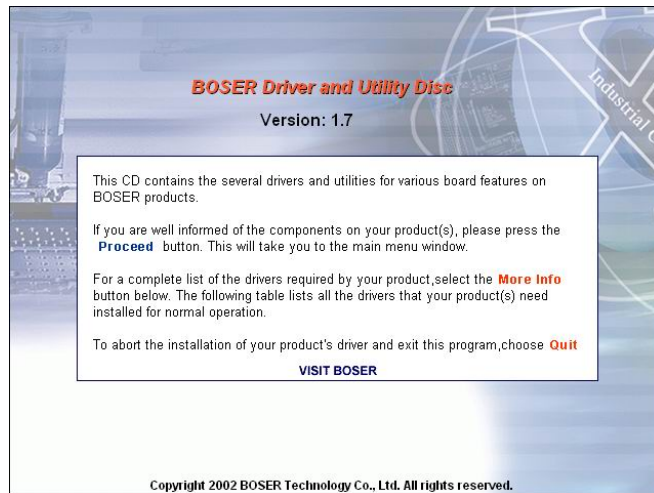 BOSER Driver and Utility Disc
Version: 1.7
Industrial
This CD contains the several drivers and utilities for various board features on
BOSER products.
If you are well informed of the components on your product(s), please press the
Proceed button. This will take you to the main menu window.
For a complete list of the drivers required by your product,select the More Info
button below. The following table lists all the drivers that your product(s) need
installed for normal operation.
To abort the installation of your product's driver and exit this program,choose Quit
VISIT BOSER
Copyright 2002 BOSER Technology Co., Ltd. All rights reserved.